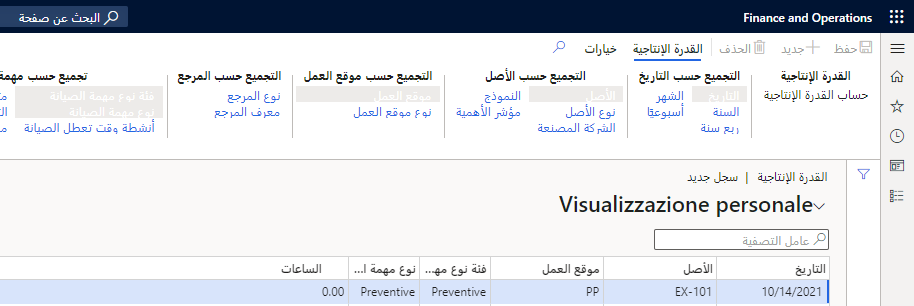 Finance and Operations
البحث عن صفحة
حفظ
جديد
الحذف
القدرة الإنتاجية
خيارات
القدرة الإنتاجية
حساب القدرة الإنتاجية
التجميع حسب التاريخ
التاريخ
الشهر
السنة
أسبوعيًا
ربع سنة
التجميع حسب الأصل
الأصل
النموذج
نوع الأصل
مؤشر الأهمية
الشركة المصنعة
التجميع حسب موقع العمل
موقع العمل
نوع موقع العمل
التجميع حسب المرجع
نوع المرجع
معرف المرجع
تجميع حسب مهمة
فئة نوع مهمة الصيانة
نوع مهمة الصيانة
أنشطة وقت تعطل الصيانة
القدرة الإنتاجية | سجل جديد
Visualizzazione personale
عامل التصفية
التاريخ الأصل موقع العمل فئة نوع مه... نوع مهمة ا... الساعات
10/14/2021 EX-101 PP Preventive Preventive 0.00